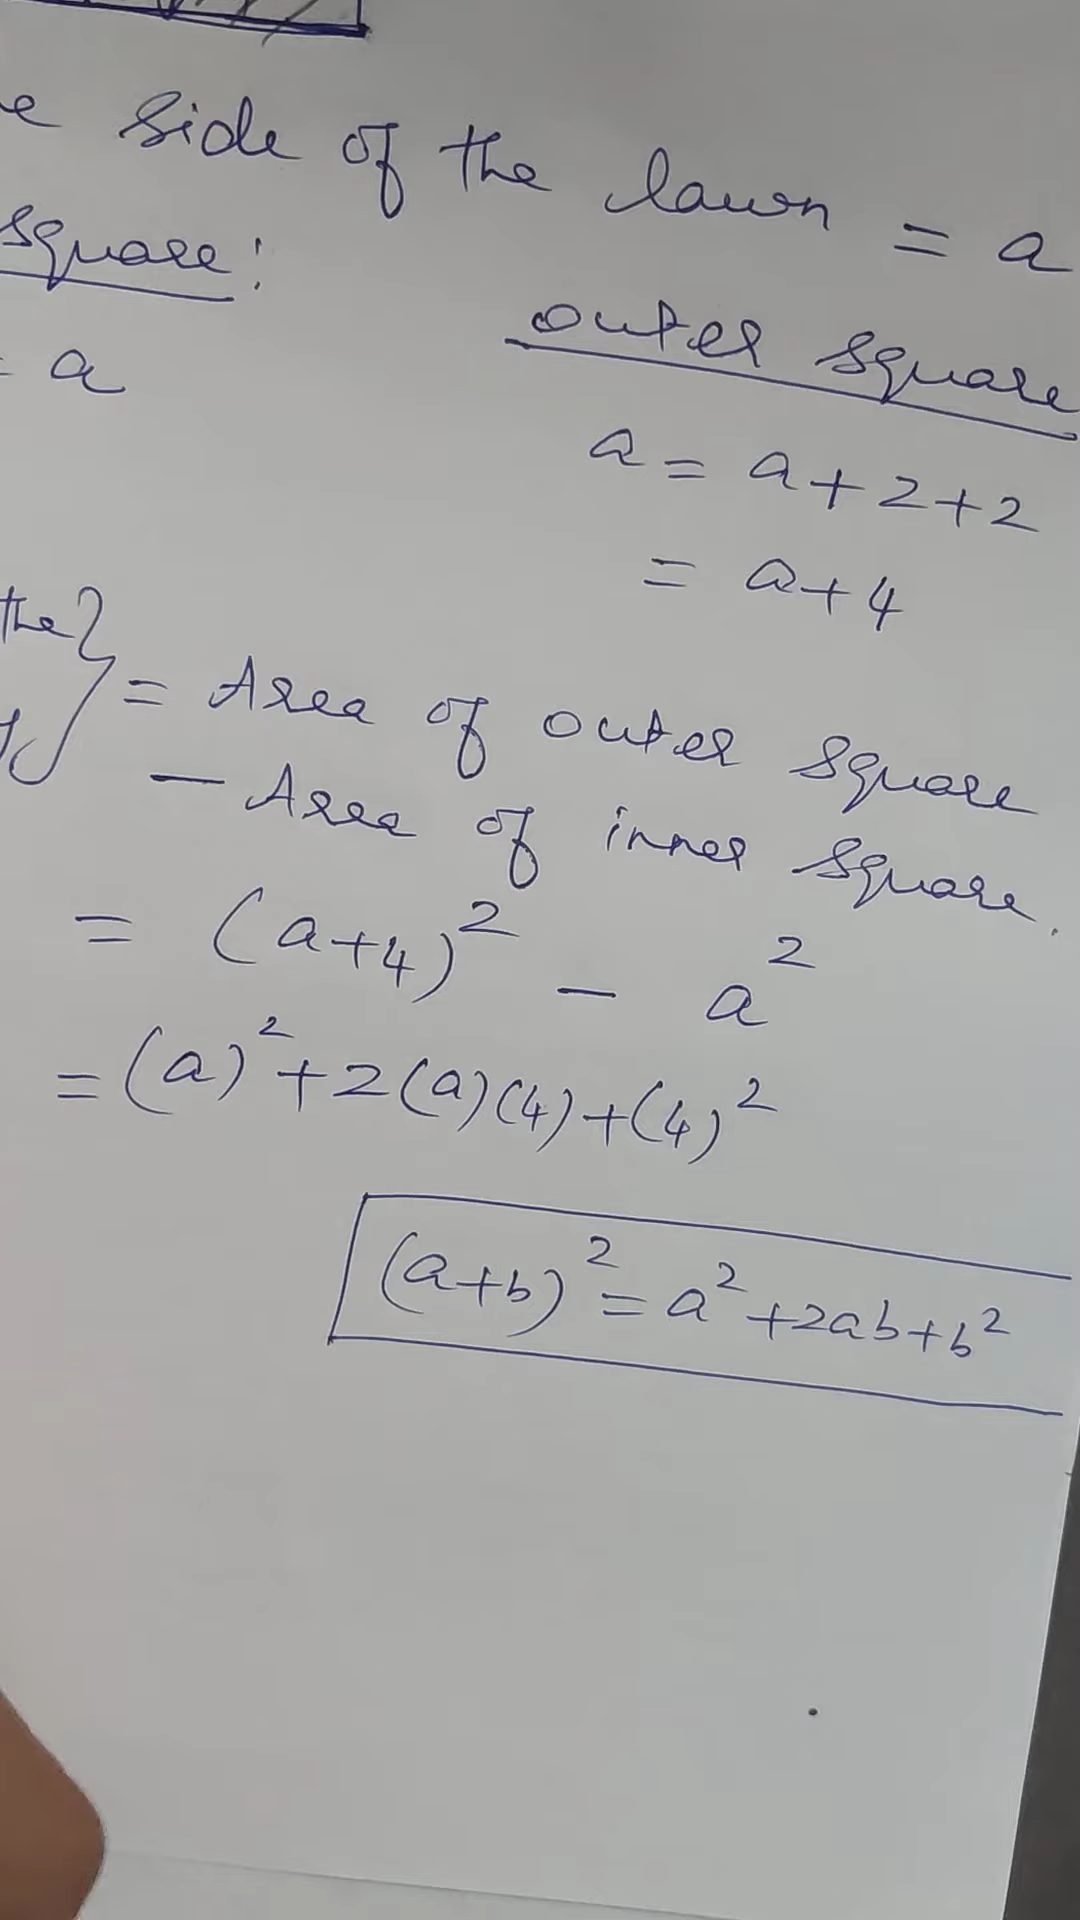 e side of the lawn = a
square:
outer square
= a
a = a+2+2
= a+4
the } = Area of outer square
— Area of inner square.
= (a+4)² – a²
= (a)²+2(a)(4)+(4)²
(a+b)² = a²+2ab+b²